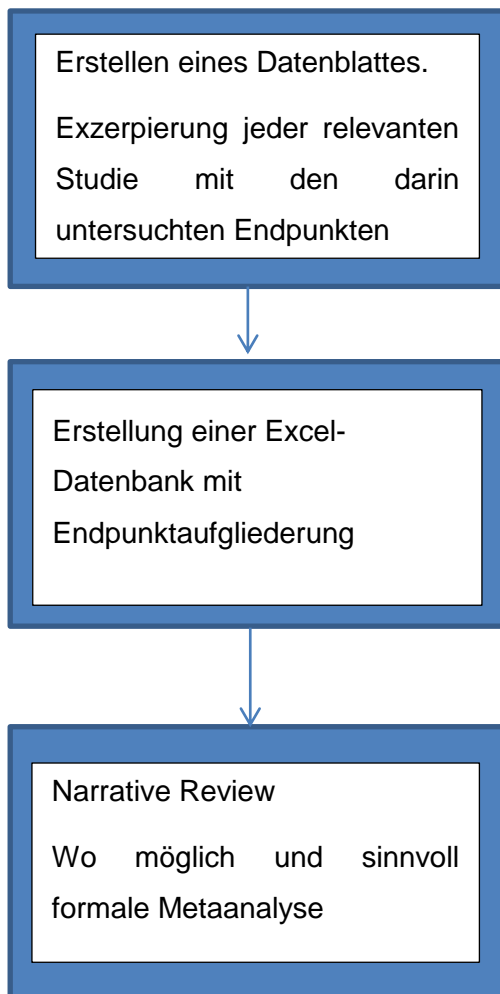 Erstellen eines Datenblattes.
Exzerpierung jeder relevanten
Studie mit den darin
untersuchten Endpunkten
Erstellung einer Excel-
Datenbank mit
Endpunktaufgliederung
Narrative Review
Wo möglich und sinnvoll
formale Metaanalyse